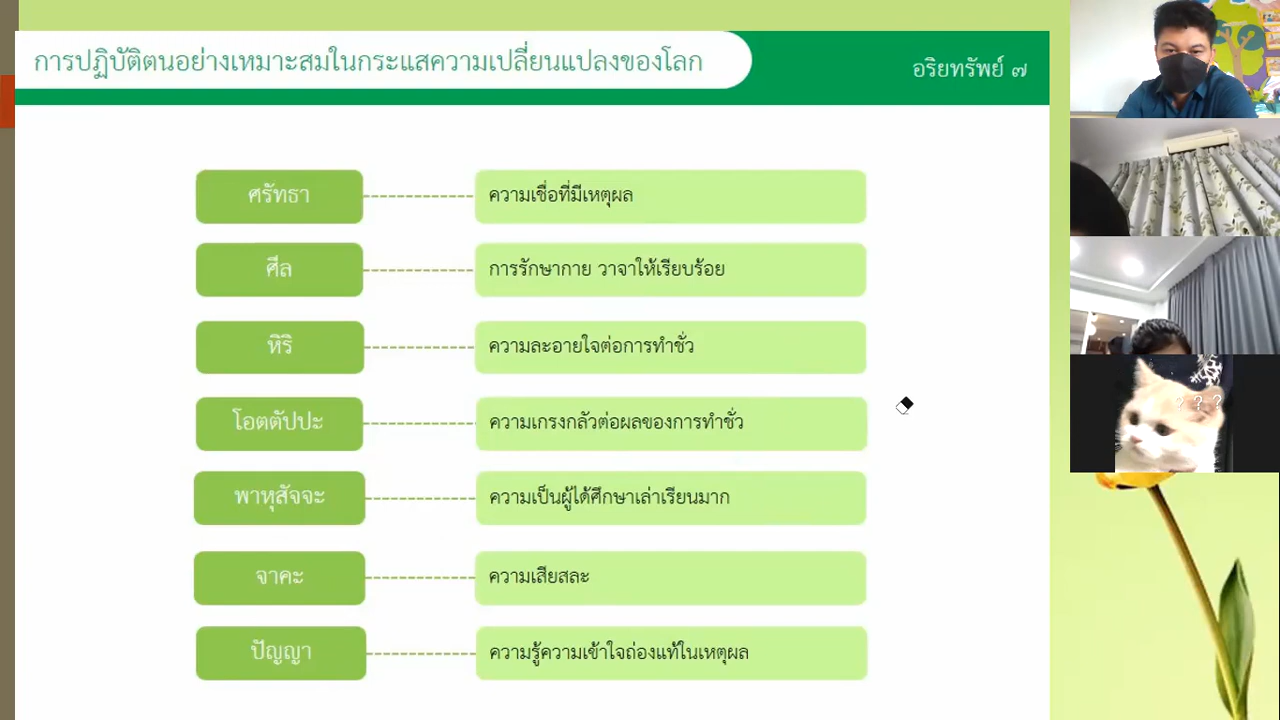 การปฏิบัติตนอย่างเหมาะสมในกระแสความเปลี่ยนแปลงของโลก
อริยทรัพย์ ๗
ศรัทธา ความเชื่อที่มีเหตุผล
ศีล การรักษากาย วาจาให้เรียบร้อย
หิริ ความละอายใจต่อการทำชั่ว
โอตตัปปะ ความเกรงกลัวต่อผลของการทำชั่ว
พาหุสัจจะ ความเป็นผู้ได้ศึกษาเล่าเรียนมาก
จาคะ ความเสียสละ
ปัญญา ความรู้ความเข้าใจถ่องแท้ในเหตุผล
? ? ?